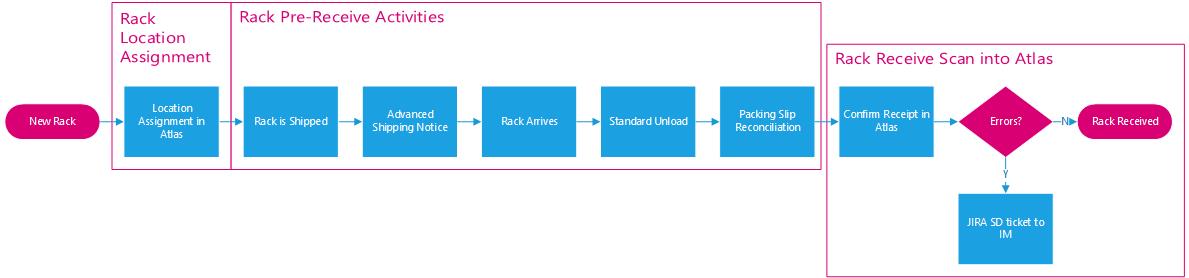 Rack
Location
Assignment
Rack Pre-Receive Activities
Rack Receive Scan into Atlas
New Rack
Location
Assignment in
Atlas
Rack is Shipped
Advanced
Shipping Notice
Rack Arrives
Standard Unload
Packing Slip
Reconciliation
Confirm Receipt in
Atlas
Errors?
N
Rack Received
Y
JIRA SD ticket to
IM